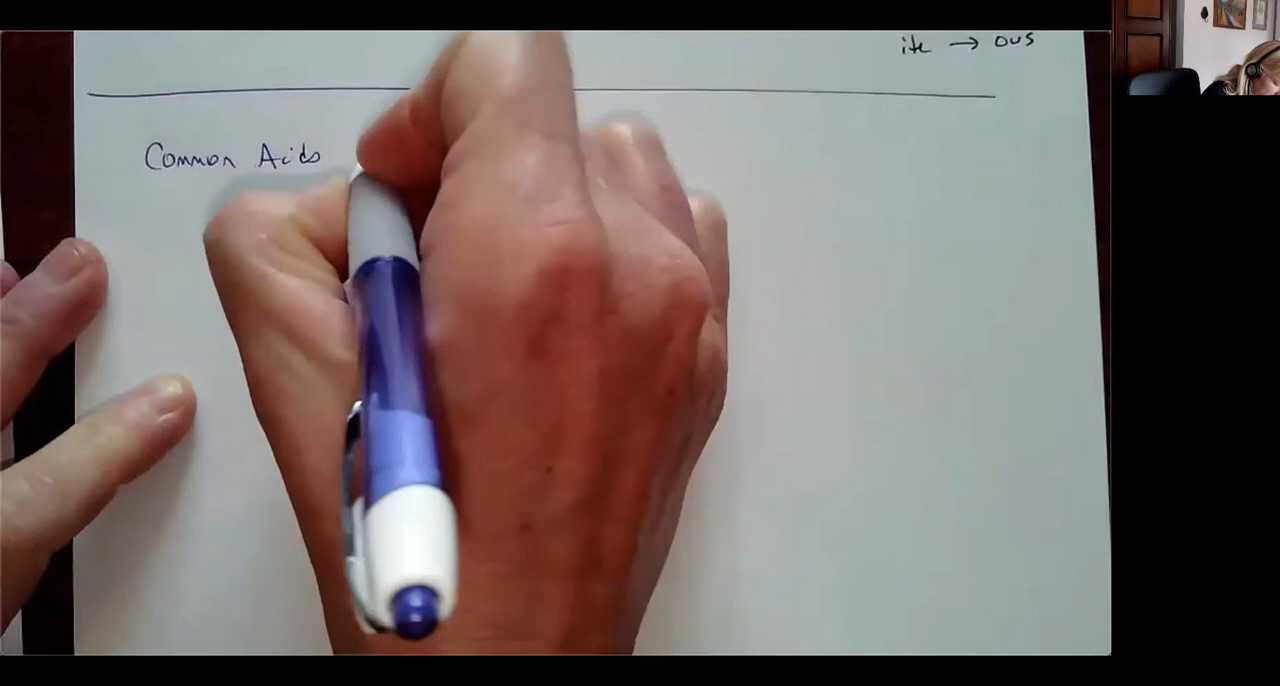 ite → ous
Common Acids